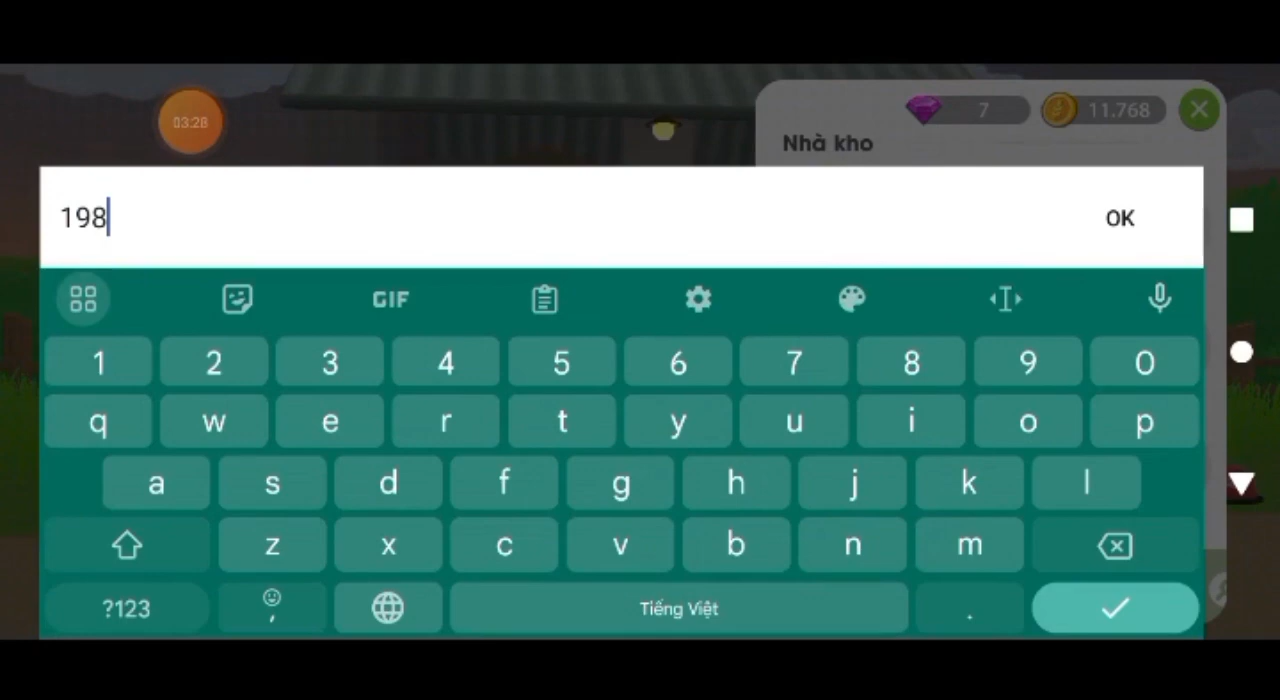 03:28
7
11.768
Nhà kho
198
OK
GIF
1 2 3 4 5 6 7 8 9 0
q w e r t y u i o p
a s d f g h j k l
z x c v b n m
?123 , Tiếng Việt .